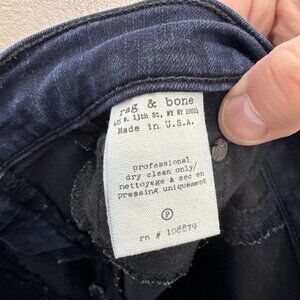 rag & bone
425 W. 13th St, NY NY 10014
Made in U.S.A.
professional
dry clean only/
nettoyage a sec en
pressing uniquement
P
rn # 108879